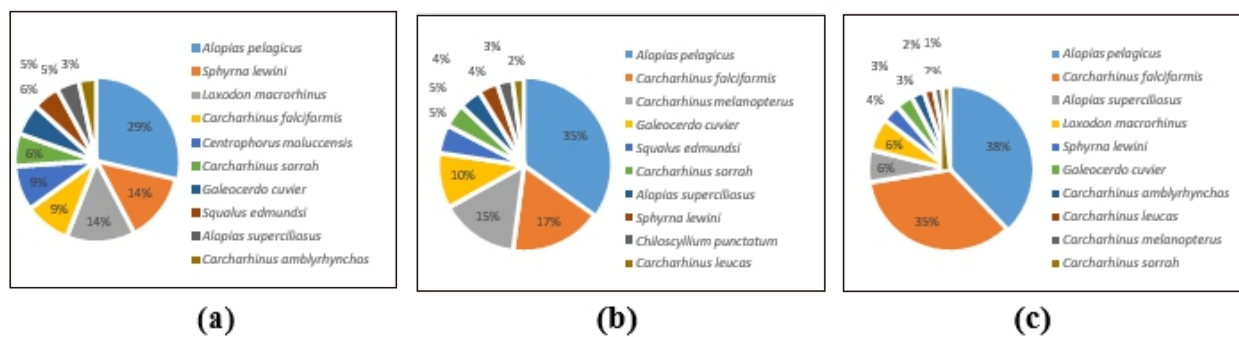 5%
5%
3%
6%
29%
6%
14%
9%
9%
14%
Alopias pelagicus
Sphyrna lewini
Loxodon macrorhinus
Carcharhinus falciformis
Centrophorus moluccensis
Carcharhinus sorrah
Galeocerdo cuvier
Squalus edmundsi
Alopias superciliosus
Carcharhinus amblyrhynchos
(a)
3%
4%
2%
4%
5%
5%
35%
10%
15%
17%
Alopias pelagicus
Carcharhinus falciformis
Carcharhinus melanopterus
Galeocerdo cuvier
Squalus edmundsi
Carcharhinus sorrah
Alopias superciliosus
Sphyrna lewini
Chiloscyllium punctatum
Carcharhinus leucas
(b)
2%
1%
3%
3%
2%
4%
38%
6%
6%
35%
Alopias pelagicus
Carcharhinus falciformis
Alopias superciliasus
Loxodon macrorhinus
Sphyrna lewini
Galeocerdo cuvier
Carcharhinus amblyrhynchos
Carcharhinus leucas
Carcharhinus melanopterus
Carcharhinus sorrah
(c)